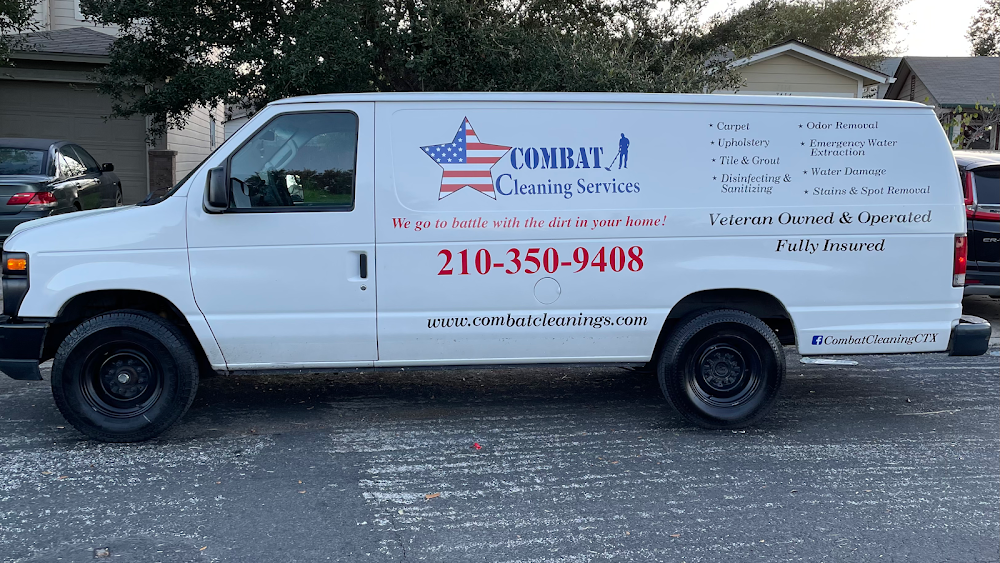 COMBAT
Cleaning Services
We go to battle with the dirt in your home!
210-350-9408
www.combatcleanings.com
* Carpet
* Upholstery
* Tile & Grout
* Disinfecting &
Sanitizing
* Odor Removal
* Emergency Water
Extraction
* Water Damage
* Stains & Spot Removal
Veteran Owned & Operated
Fully Insured
f CombatCleaningCTX